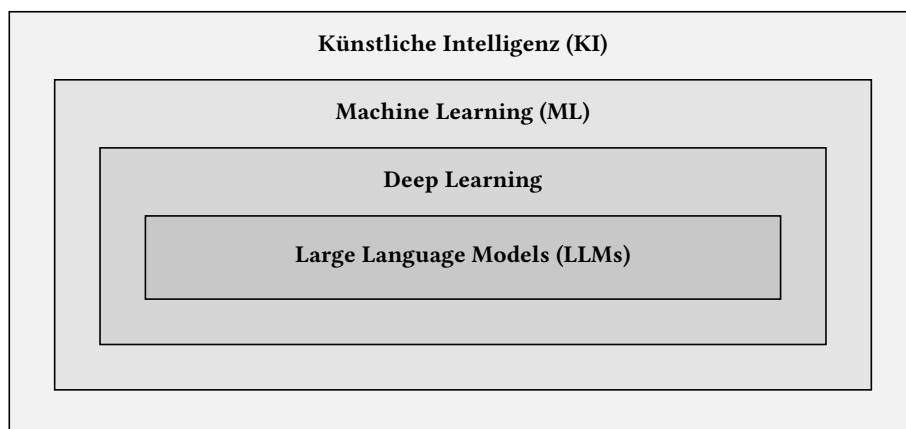 Künstliche Intelligenz (KI)
Machine Learning (ML)
Deep Learning
Large Language Models (LLMs)